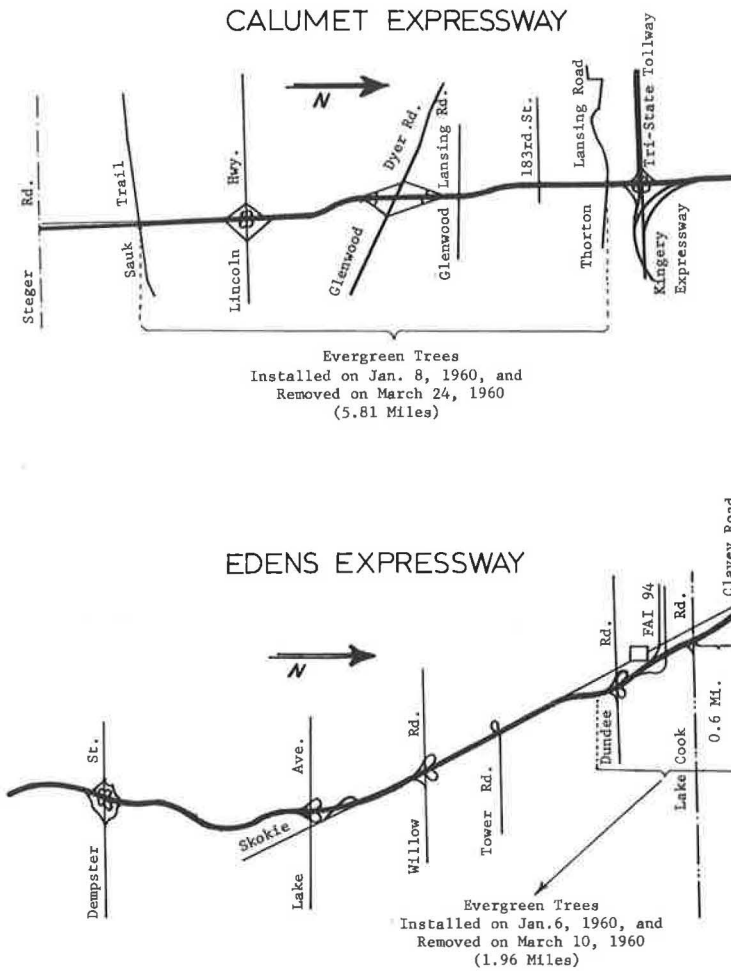 CALUMET EXPRESSWAY
N
Steger Rd.
Sauk Trail
Lincoln Hwy.
Glenwood Dyer Rd.
Glenwood Lansing Rd.
183rd.St.
Thorton Lansing Road
Tri-State Tollway
Kingery
Expressway
Evergreen Trees
Installed on Jan. 8, 1960, and
Removed on March 24, 1960
(5.81 Miles)
EDENS EXPRESSWAY
N
Dempster St.
Skokie
Lake Ave.
Willow Rd.
Tower Rd.
Dundee Rd.
FAI 94
Lake Cook Rd.
Clavey Road
0.6 Mi.
Evergreen Trees
Installed on Jan.6, 1960, and
Removed on March 10, 1960
(1.96 Miles)